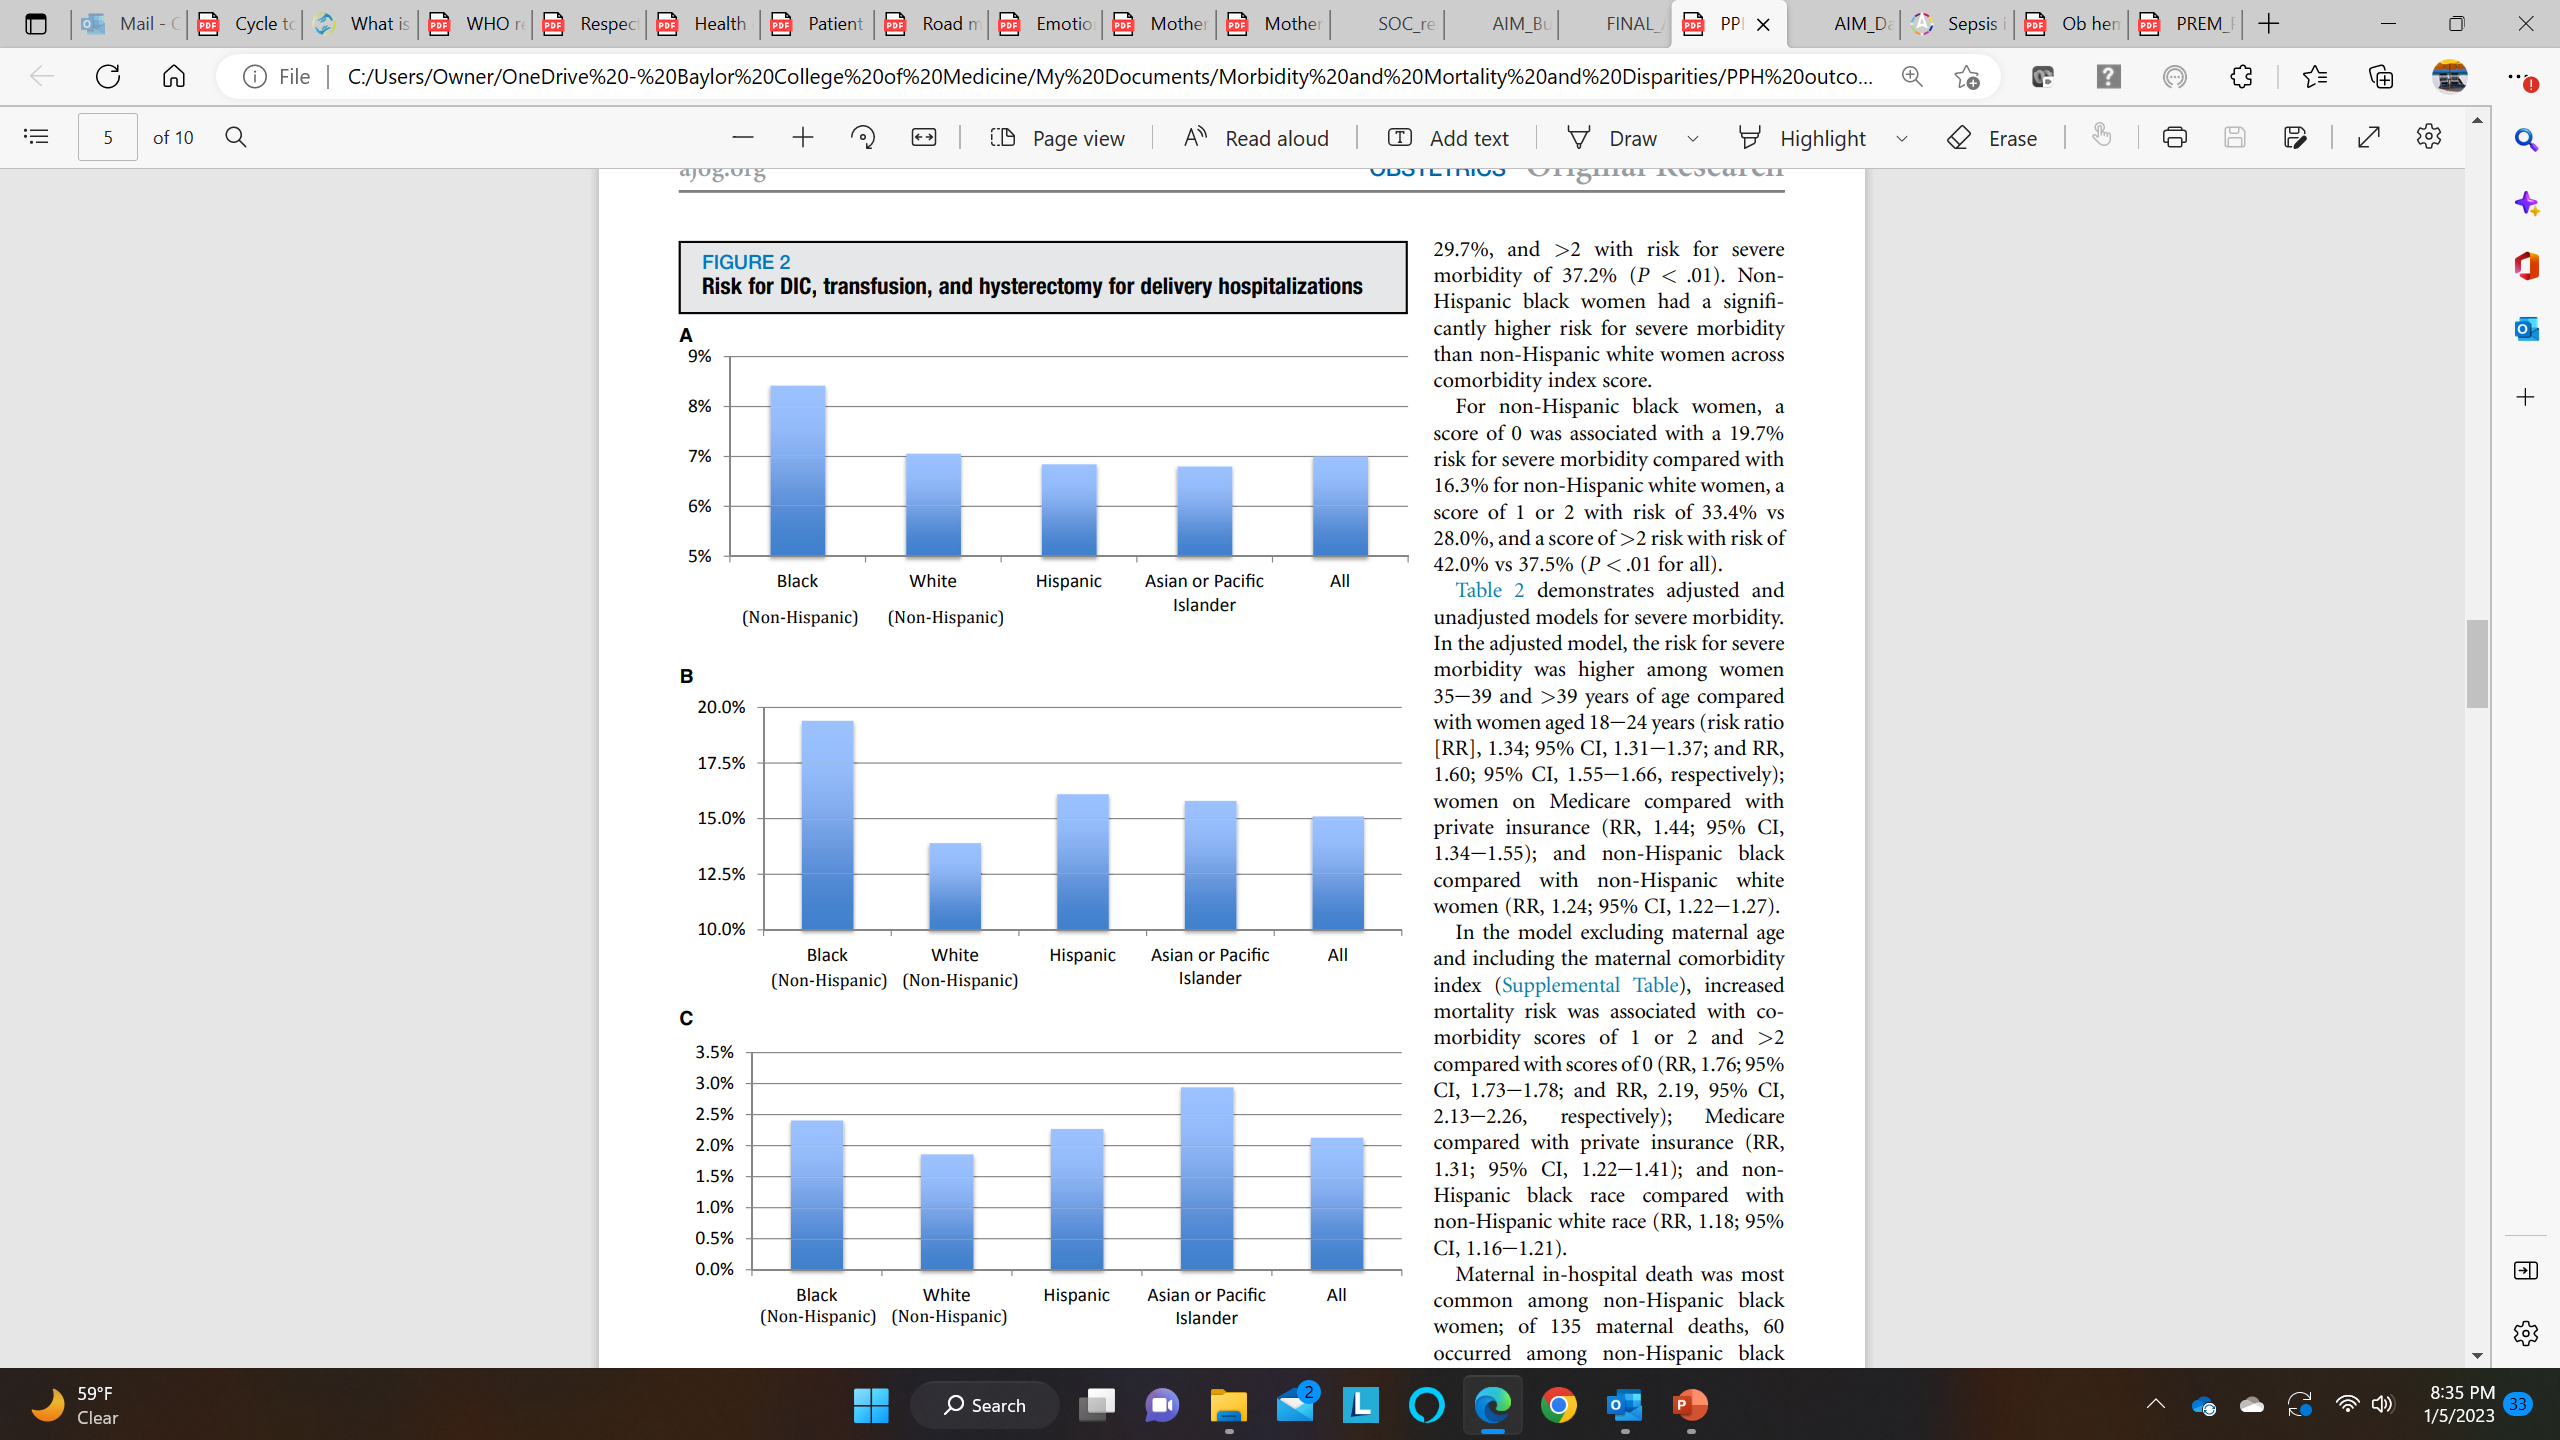 Mail - C
Cycle to
What is
WHO re
Respec
Health
Patient
Road m
Emotio
Mother
Mother
SOC_re
AIM_Bu
FINAL_
PPI
AIM_Da
Sepsis i
Ob hem
PREM_F
File
C:/Users/Owner/OneDrive%20-%20Baylor%20College%20of%20Medicine/My%20Documents/Morbidity%20and%20Mortality%20and%20Disparities/PPH%20outco...
5 of 10
Page view
Read aloud
Add text
Draw
Highlight
Erase
ajog.org
OBSTETRICS Original Research
FIGURE 2
Risk for DIC, transfusion, and hysterectomy for delivery hospitalizations
A
9%
8%
7%
6%
5%
Black
(Non-Hispanic)
White
(Non-Hispanic)
Hispanic
Asian or Pacific
Islander
All
B
20.0%
17.5%
15.0%
12.5%
10.0%
Black
(Non-Hispanic)
White
(Non-Hispanic)
Hispanic
Asian or Pacific
Islander
All
C
3.5%
3.0%
2.5%
2.0%
1.5%
1.0%
0.5%
0.0%
Black
(Non-Hispanic)
White
(Non-Hispanic)
Hispanic
Asian or Pacific
Islander
All
29.7%, and >2 with risk for severe
morbidity of 37.2% (P < .01). Non-
Hispanic black women had a signifi-
cantly higher risk for severe morbidity
than non-Hispanic white women across
comorbidity index score.
For non-Hispanic black women, a
score of 0 was associated with a 19.7%
risk for severe morbidity compared with
16.3% for non-Hispanic white women, a
score of 1 or 2 with risk of 33.4% vs
28.0%, and a score of >2 risk with risk of
42.0% vs 37.5% (P < .01 for all).
Table 2 demonstrates adjusted and
unadjusted models for severe morbidity.
In the adjusted model, the risk for severe
morbidity was higher among women
35–39 and >39 years of age compared
with women aged 18–24 years (risk ratio
[RR], 1.34; 95% CI, 1.31–1.37; and RR,
1.60; 95% CI, 1.55–1.66, respectively);
women on Medicare compared with
private insurance (RR, 1.44; 95% CI,
1.34–1.55); and non-Hispanic black
compared with non-Hispanic white
women (RR, 1.24; 95% CI, 1.22–1.27).
In the model excluding maternal age
and including the maternal comorbidity
index (Supplemental Table), increased
mortality risk was associated with co-
morbidity scores of 1 or 2 and >2
compared with scores of 0 (RR, 1.76; 95%
CI, 1.73–1.78; and RR, 2.19, 95% CI,
2.13–2.26, respectively); Medicare
compared with private insurance (RR,
1.31; 95% CI, 1.22–1.41); and non-
Hispanic black race compared with
non-Hispanic white race (RR, 1.18; 95%
CI, 1.16–1.21).
Maternal in-hospital death was most
common among non-Hispanic black
women; of 135 maternal deaths, 60
occurred among non-Hispanic black
59°F
Clear
Search
2
8:35 PM
1/5/2023
33